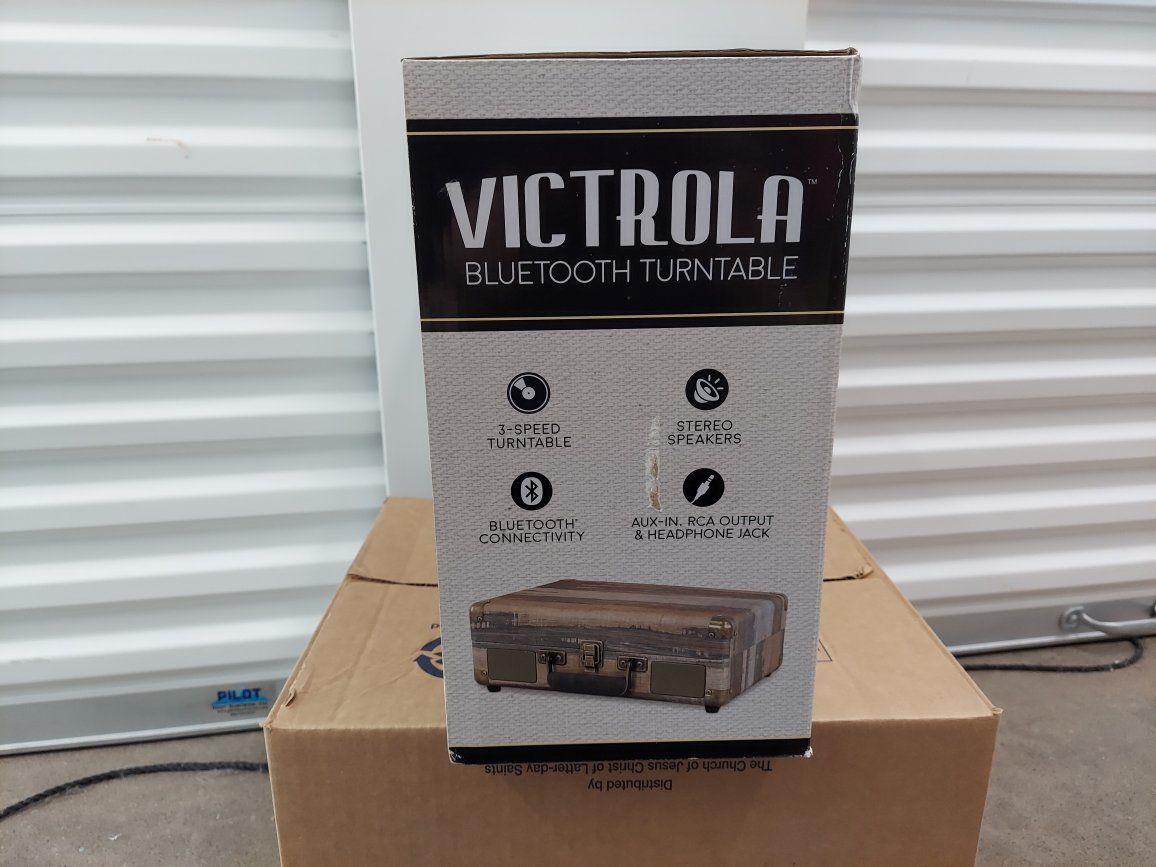 VICTROLA™
BLUETOOTH TURNTABLE
3-SPEED
TURNTABLE
STEREO
SPEAKERS
BLUETOOTH®
CONNECTIVITY
AUX-IN, RCA OUTPUT
& HEADPHONE JACK
PILOT
Distributed by
The Church of Jesus Christ of Latter-day Saints